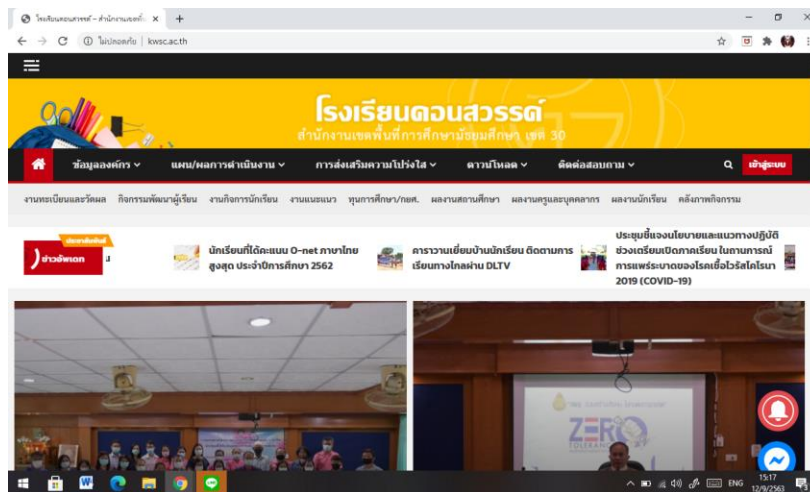 โรงเรียนดอนสวรรค์ – สำนักงานเขตพื้
ไม่ปลอดภัย | kwsc.ac.th
โรงเรียนดอนสวรรค์
สำนักงานเขตพื้นที่การศึกษามัธยมศึกษา เขต 30
ข้อมูลองค์กร
แผน/ผลการดำเนินงาน
การส่งเสริมความโปร่งใส
ดาวน์โหลด
ติดต่อสอบถาม
เข้าสู่ระบบ
งานทะเบียนและวัดผล กิจกรรมพัฒนาผู้เรียน งานกิจการนักเรียน งานแนะแนว ทุนการศึกษา/กยศ. ผลงานสถานศึกษา ผลงานครูและบุคลากร ผลงานนักเรียน คลังภาพกิจกรรม
ประชาสัมพันธ์
ข่าวอัพเดท
นักเรียนที่ได้คะแนน O-net ภาษาไทย
สูงสุด ประจำปีการศึกษา 2562
คาราวานเยี่ยมบ้านนักเรียน ติดตามการ
เรียนทางไกลผ่าน DLTV
ประชุมชี้แจงนโยบายและแนวทางปฏิบัติ
ช่วงเตรียมเปิดภาคเรียน ในสถานการณ์
การแพร่ระบาดของโรคเชื้อไวรัสโคโรนา
2019 (COVID-19)
ZERO
TOLERANCE
ENG
15:17
12/9/2563